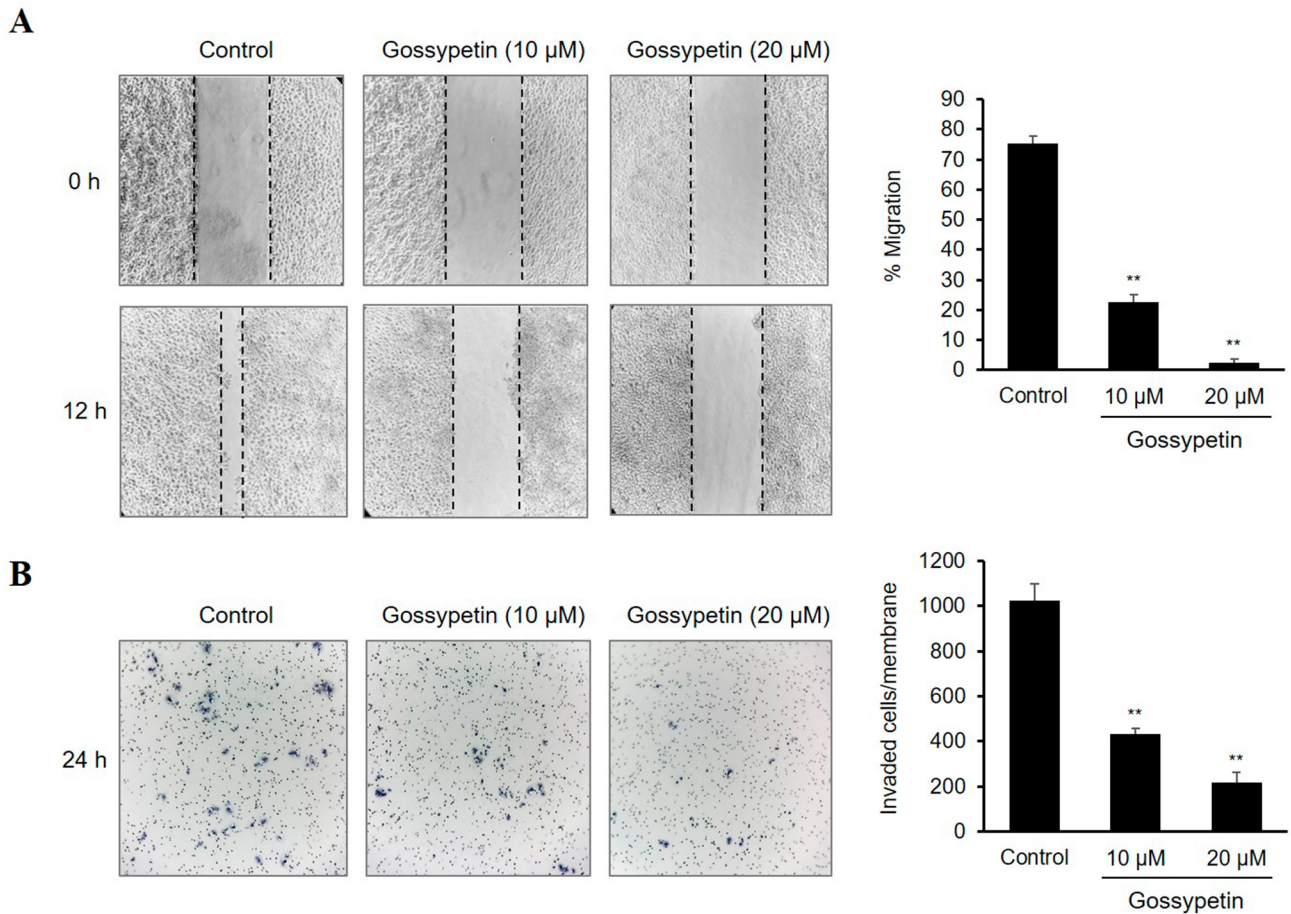 A
Control
Gossypetin (10 µM)
Gossypetin (20 µM)
0 h
12 h
% Migration
90
80
70
60
50
40
30
20
10
0
**
**
Control
10 µM
20 µM
Gossypetin
B
Control
Gossypetin (10 µM)
Gossypetin (20 µM)
24 h
Invaded cells/membrane
1200
1000
800
600
400
200
0
**
**
Control
10 µM
20 µM
Gossypetin